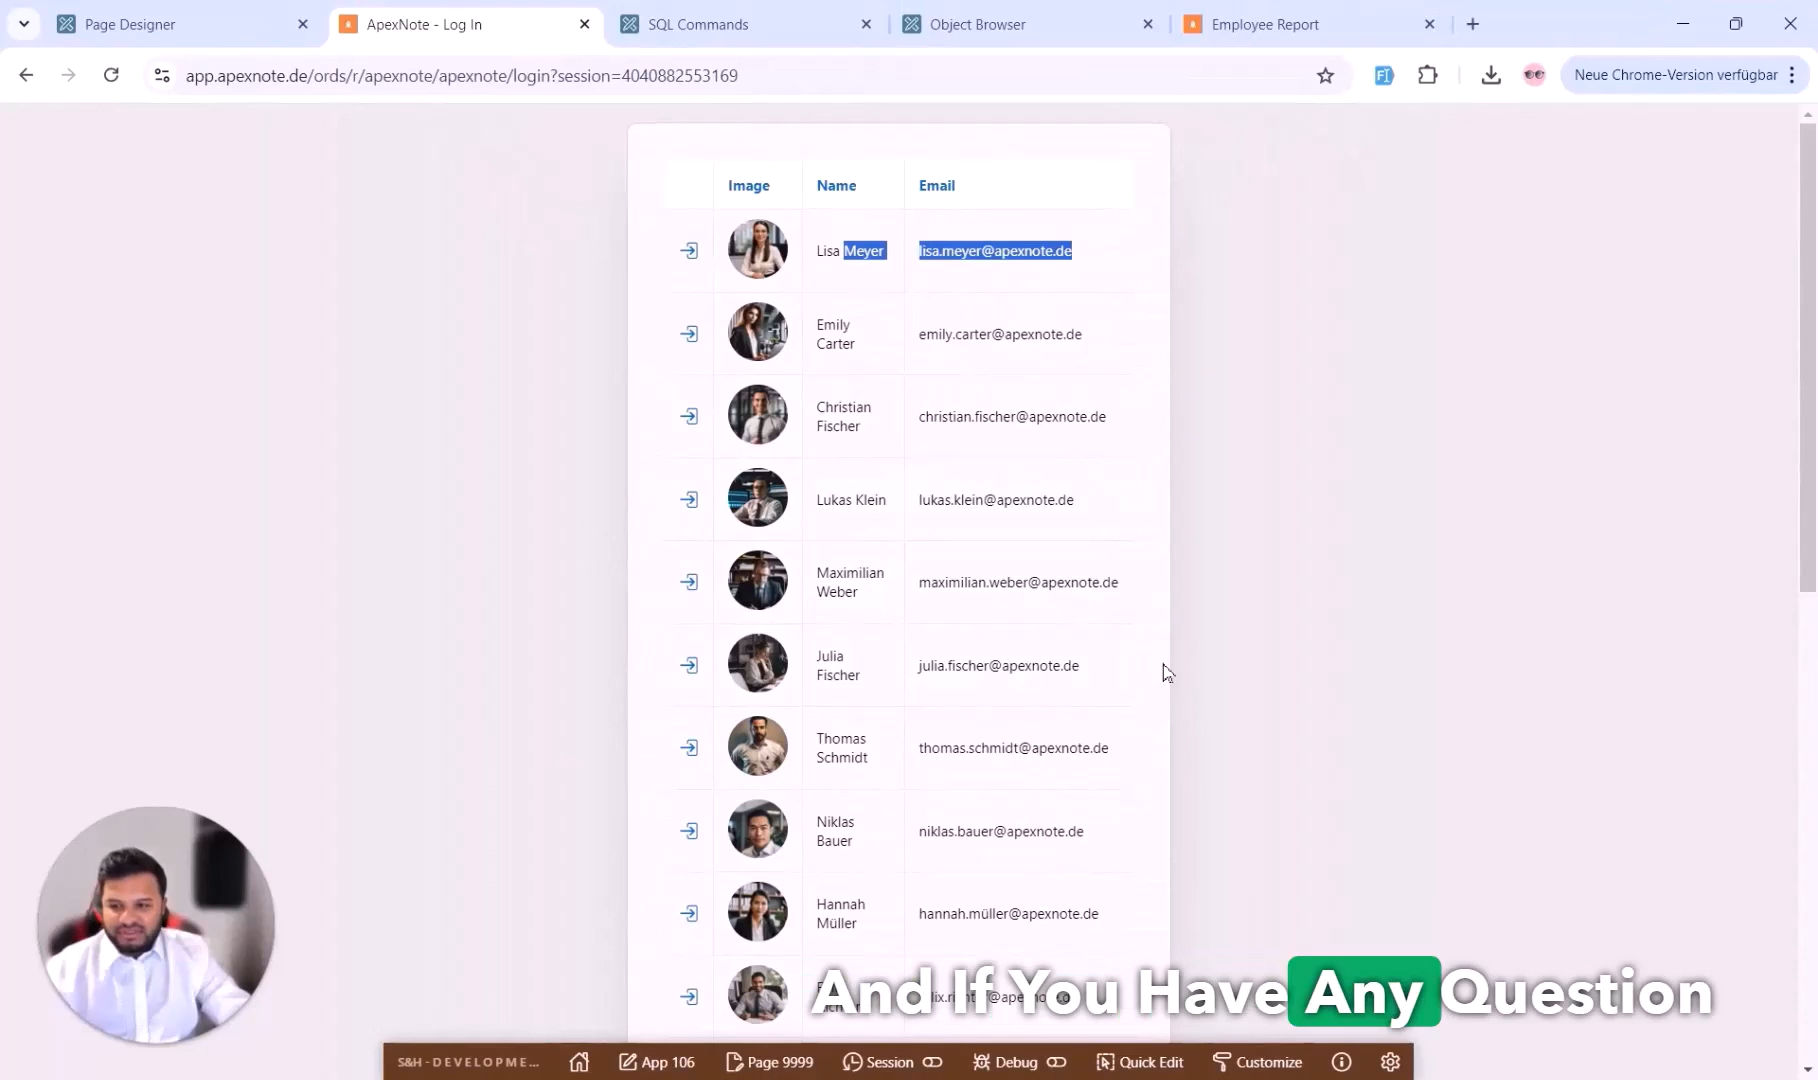 Page Designer
ApexNote - Log In
SQL Commands
Object Browser
Employee Report
app.apexnote.de/ords/r/apexnote/apexnote/login?session=4040882553169
Neue Chrome-Version verfügbar
Image Name Email
Lisa Meyer lisa.meyer@apexnote.de
Emily
Carter
emily.carter@apexnote.de
Christian
Fischer
christian.fischer@apexnote.de
Lukas Klein lukas.klein@apexnote.de
Maximilian
Weber
maximilian.weber@apexnote.de
Julia
Fischer
julia.fischer@apexnote.de
Thomas
Schmidt
thomas.schmidt@apexnote.de
Niklas
Bauer
niklas.bauer@apexnote.de
Hannah
Müller
hannah.müller@apexnote.de
And If You Have Any Question
S&H-DEVELOPME... App 106 Page 9999 Session Debug Quick Edit Customize